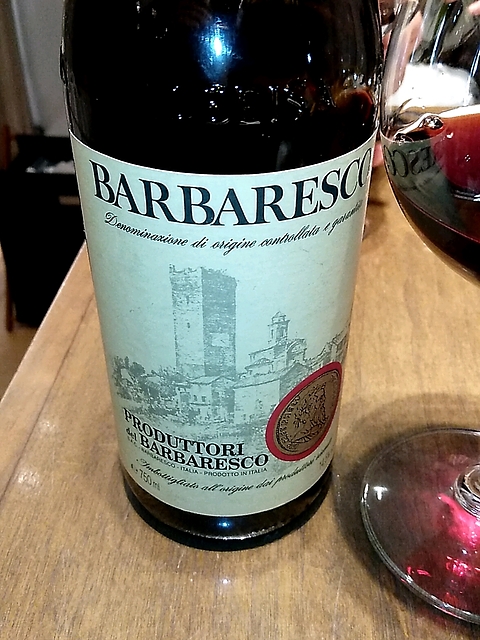 BARBARESCO
Denominazione di origine controllata e garantita
PRODUTTORI
del BARBARESCO
BARBARESCO - ITALIA - PRODOTTO IN ITALIA
Imbottigliato all'origine dai produttori
e 750 ml